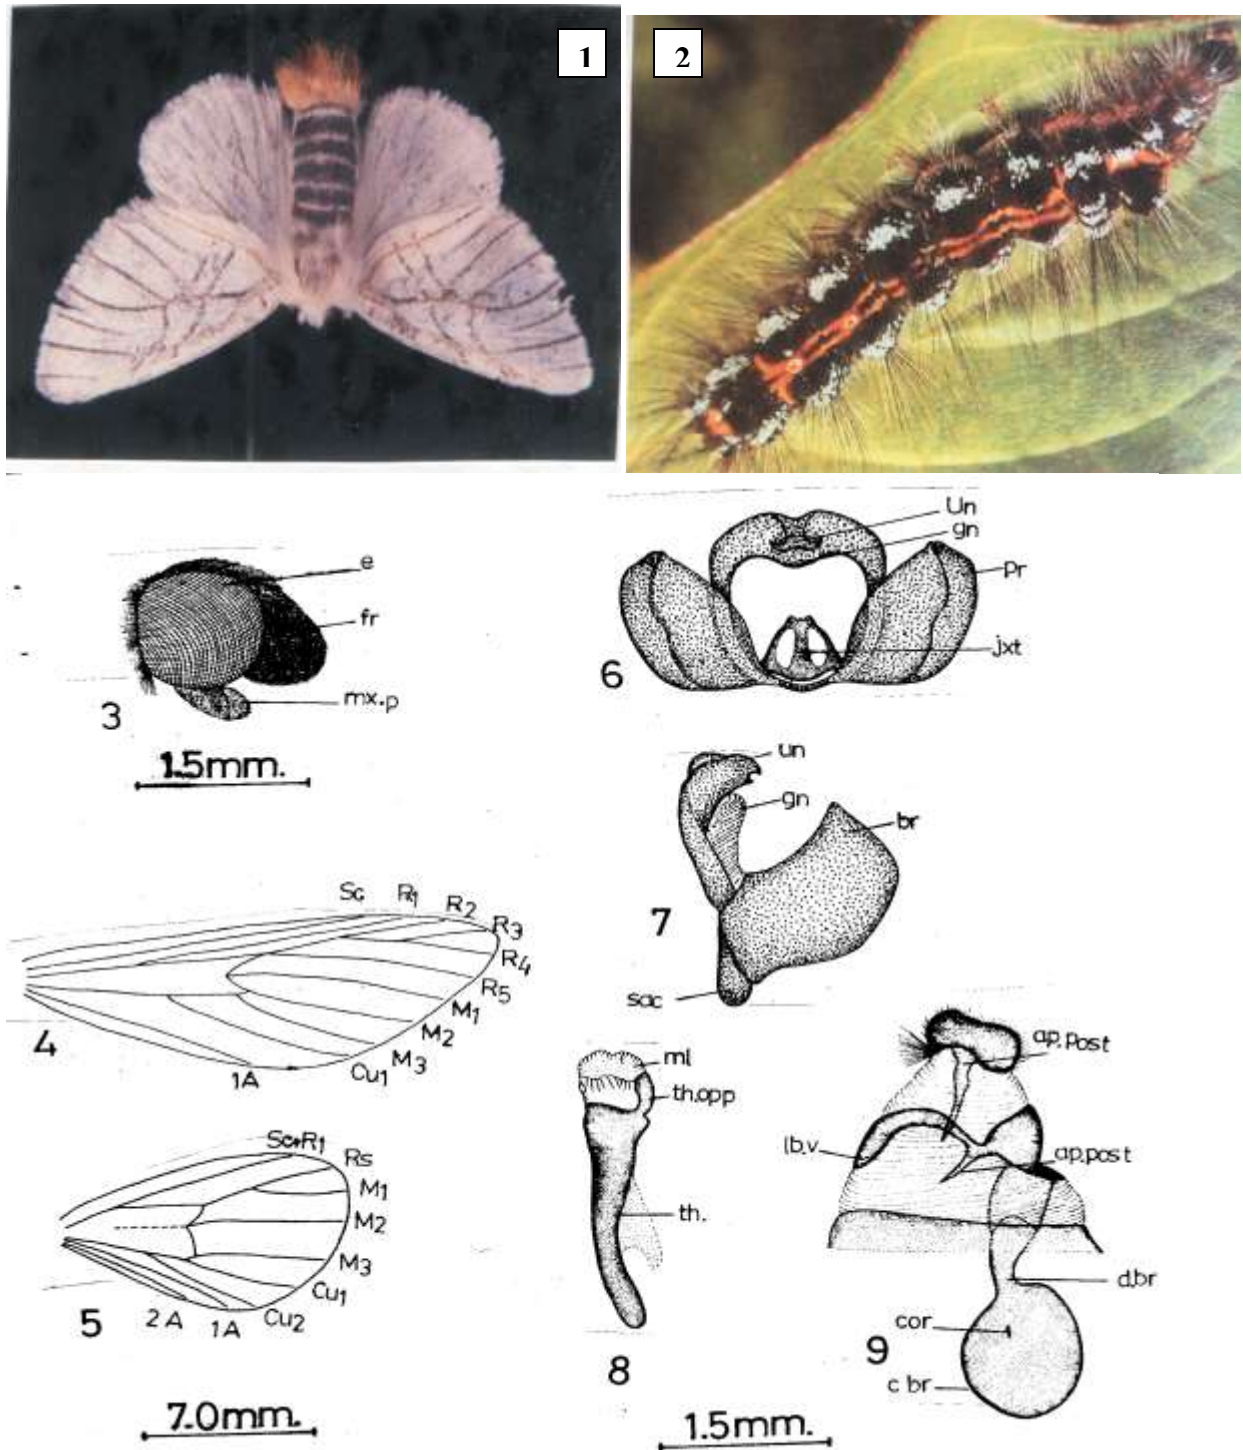 1
2
e
fr
mx.p
3
1.5mm.
Sc R1 R2 R3 R4 R5 M1 M2 M3 Cu1 1A
4
Sc+R1 Rs M1 M2 M3 Cu1 Cu2 1A 2A
5
7.0mm.
Un
gn
pr
jxt
6
un
gn
br
sac
7
ml
th.opp
th.
8
ap.post
lb.v
ap.post
d.br
cor
c br
9
1.5mm.